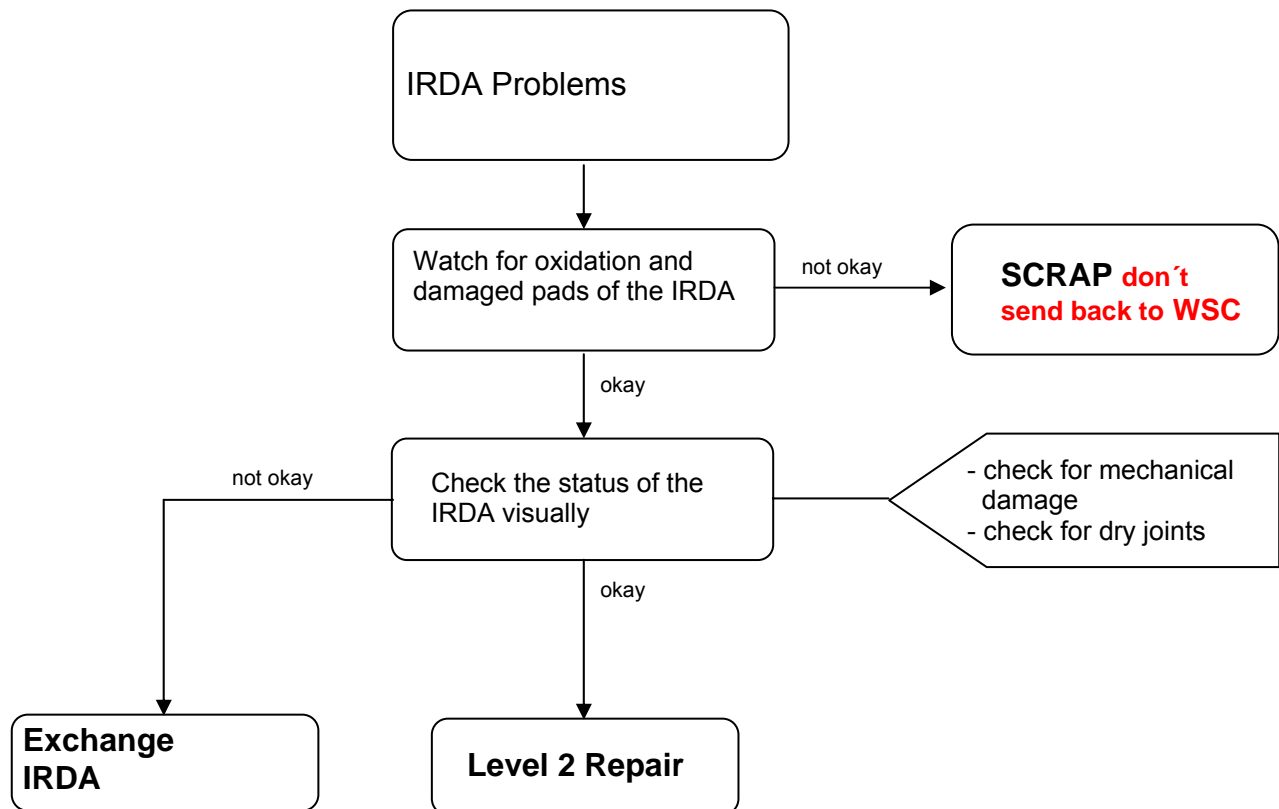 IRDA Problems
Watch for oxidation and
damaged pads of the IRDA
not okay
SCRAP don´t
send back to WSC
okay
not okay
Check the status of the
IRDA visually
- check for mechanical
damage
- check for dry joints
okay
Exchange
IRDA
Level 2 Repair